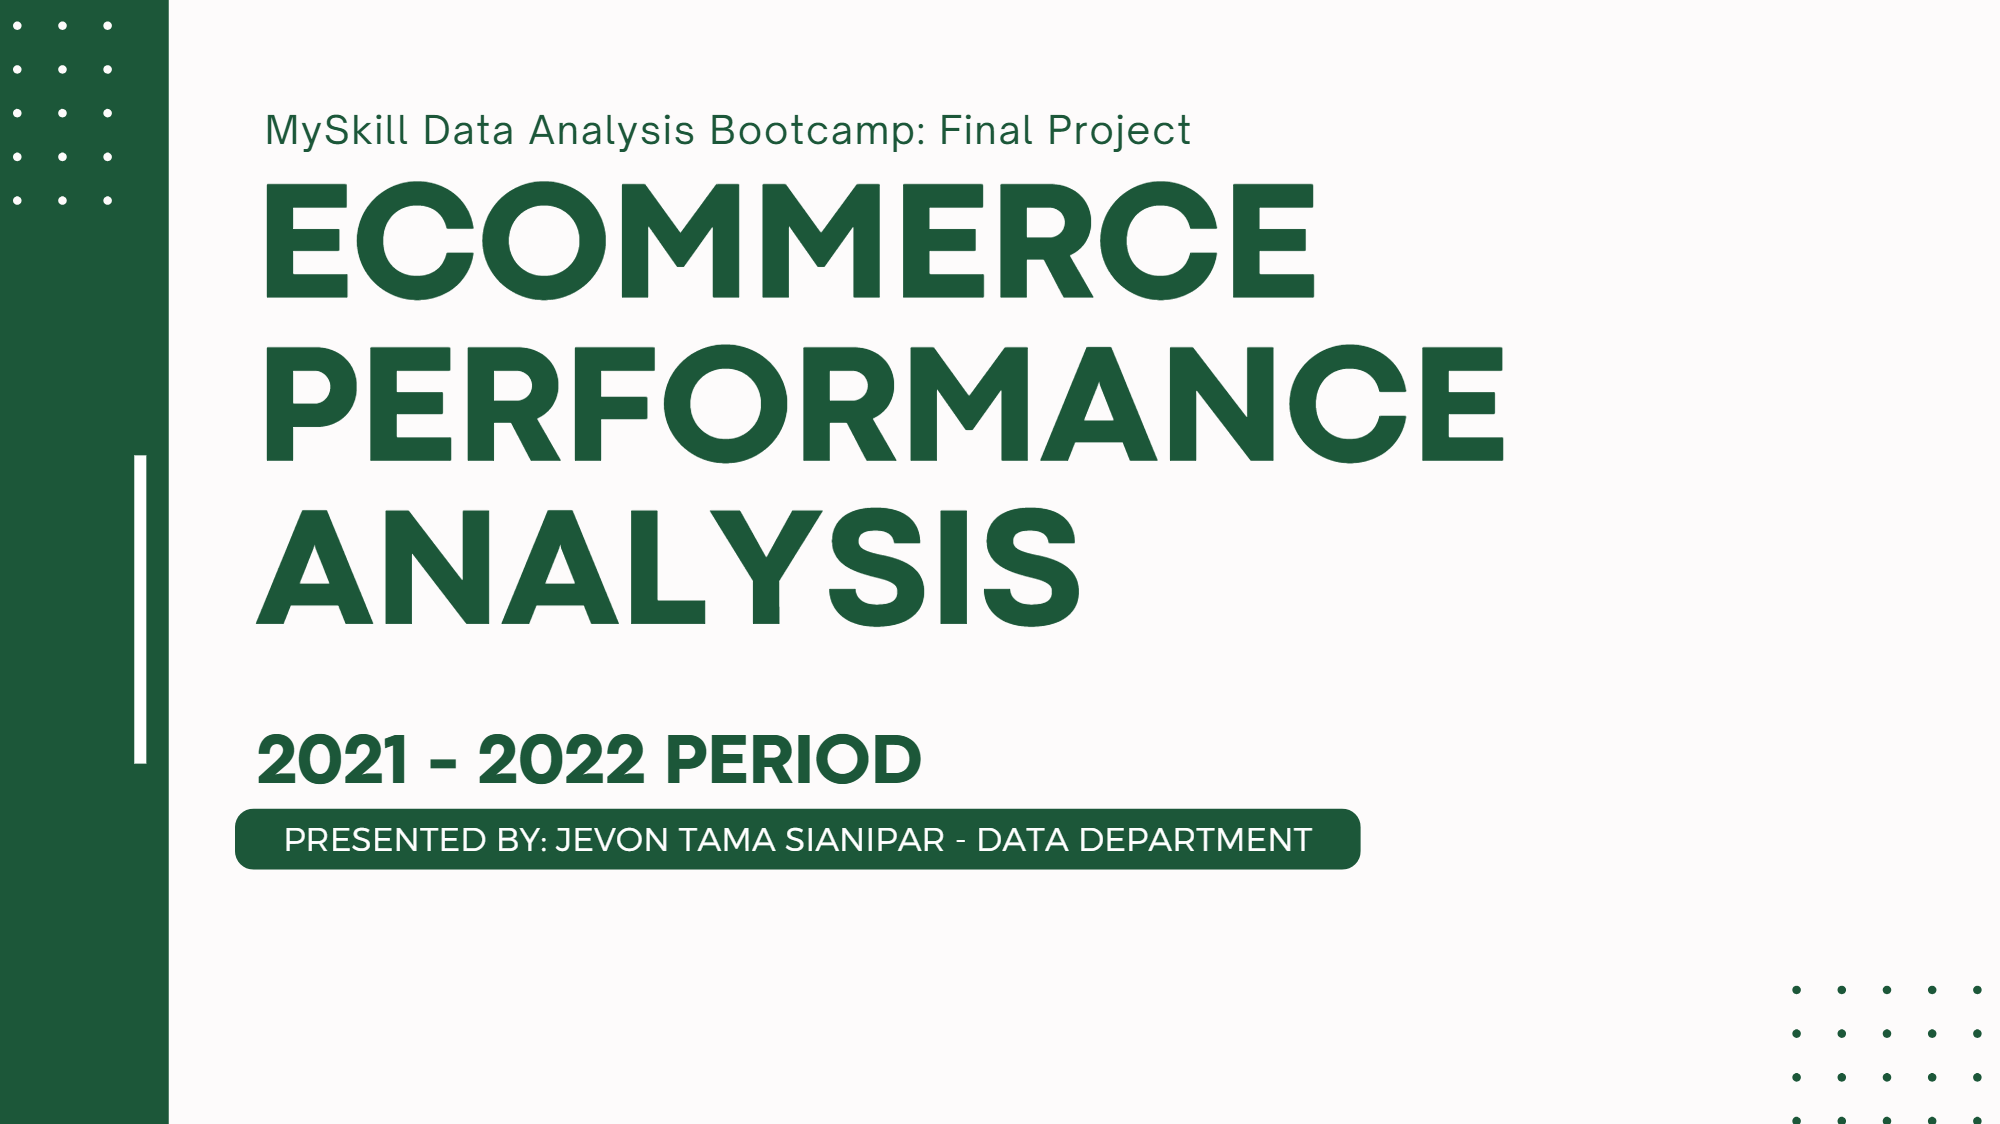 MySkill Data Analysis Bootcamp: Final Project
ECOMMERCE
PERFORMANCE
ANALYSIS
2021 - 2022 PERIOD
PRESENTED BY: JEVON TAMA SIANIPAR - DATA DEPARTMENT